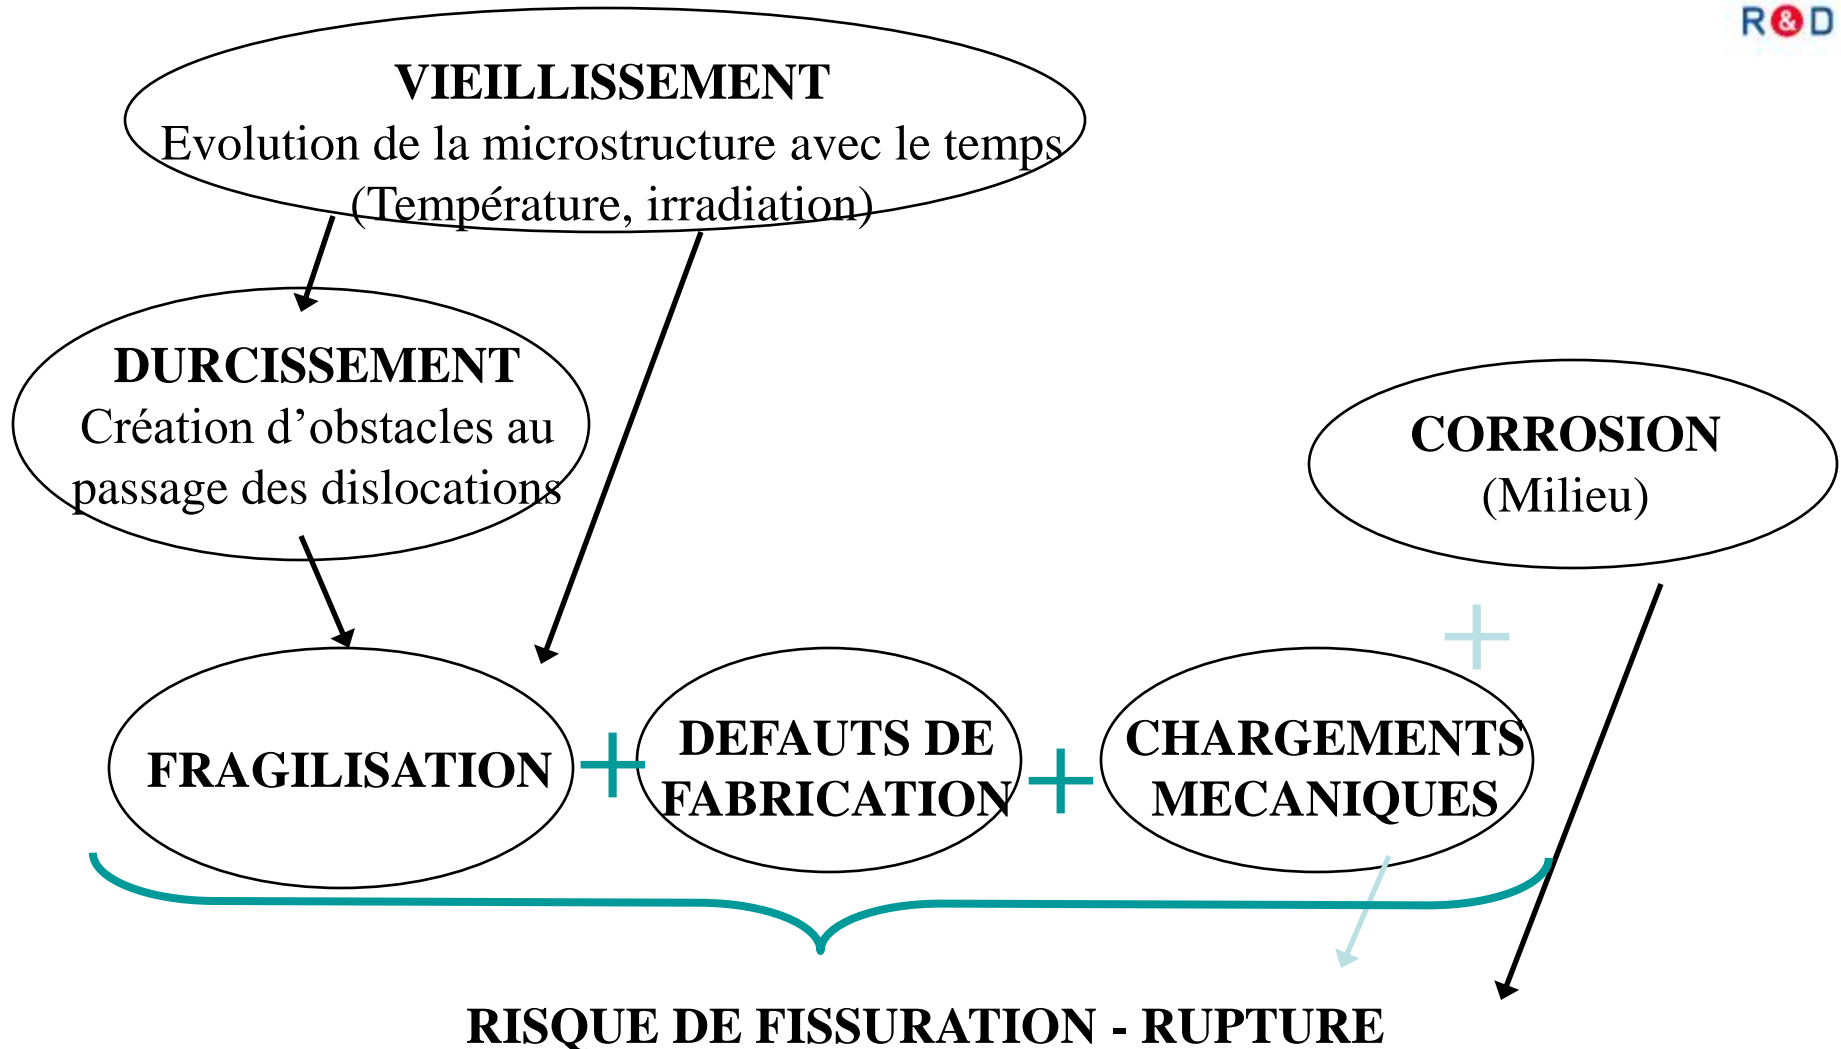 R&D
VIEILLISSEMENT
Evolution de la microstructure avec le temps
(Température, irradiation)
DURCISSEMENT
Création d’obstacles au
passage des dislocations
CORROSION
(Milieu)
+
FRAGILISATION
+
DEFAUTS DE
FABRICATION
+
CHARGEMENTS
MECANIQUES
RISQUE DE FISSURATION - RUPTURE